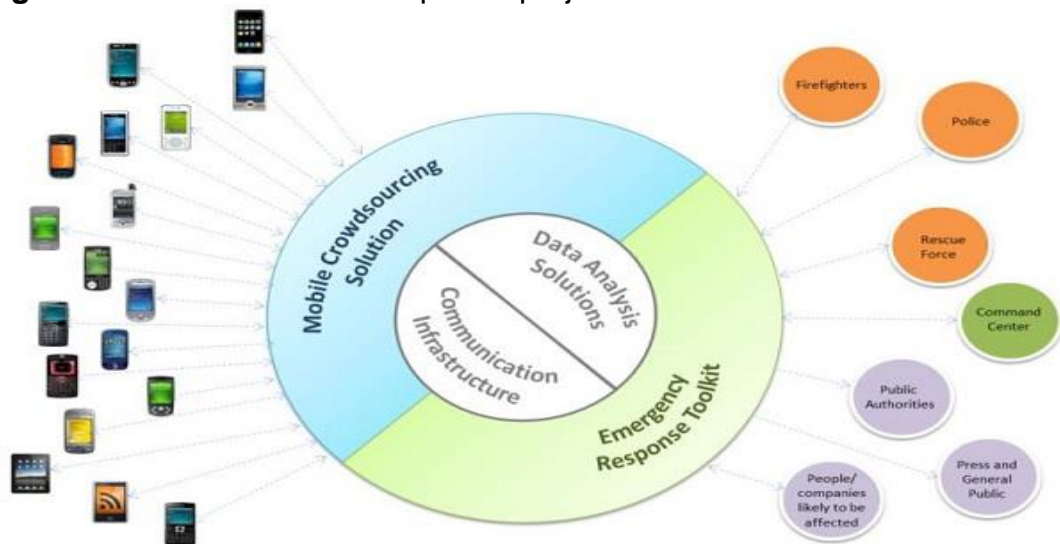 Mobile Crowdsourcing
Solution
Data Analysis
Solutions
Communication
Infrastructure
Emergency
Response Toolkit
Firefighters
Police
Rescue
Force
Command
Center
Public
Authorities
Press and
General
Public
People/
companies
likely to be
affected